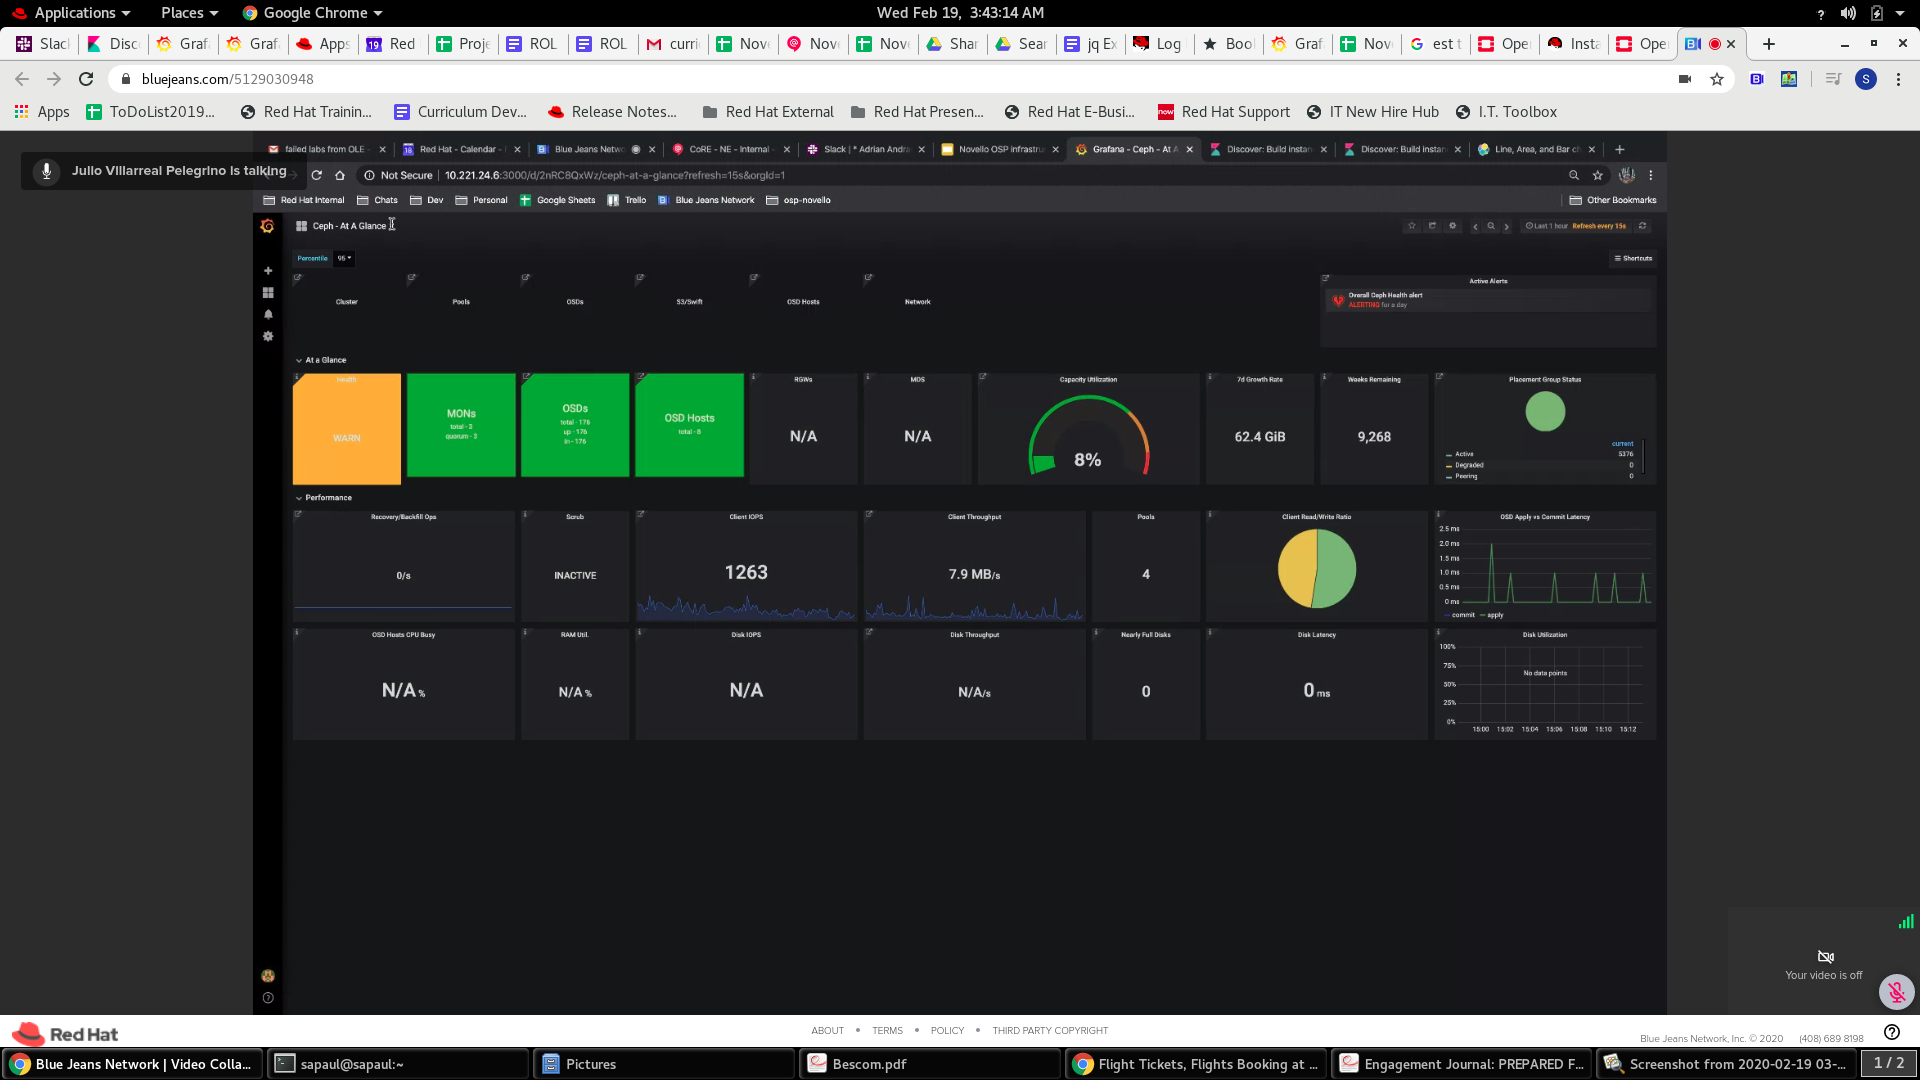 Applications Places Google Chrome Wed Feb 19, 3:43:14 AM
Slac Disc Graf Graf Apps Red Proje ROL ROL curri Nove Nove Nove Shar Sear jq Ex Log Boo Graf Nov est t Ope Insta Ope
bluejeans.com/5129030948 S
Apps ToDoList2019... Red Hat Trainin... Curriculum Dev... Release Notes... Red Hat External Red Hat Presen... Red Hat E-Busi... now Red Hat Support IT New Hire Hub I.T. Toolbox
failed labs from OLE - Red Hat - Calendar - Blue Jeans Netwo CoRE - NE - Internal - Slack | * Adrian Andra Novello OSP infrastru Grafana - Ceph - At A Discover: Build instan Discover: Build instan Line, Area, and Bar ch
Julio Villarreal Pelegrino is talking
Not Secure 10.221.24.6:3000/d/2nRC8QxWz/ceph-at-a-glance?refresh=15s&orgId=1
Red Hat Internal Chats Dev Personal Google Sheets Trello Blue Jeans Network osp-novello Other Bookmarks
Ceph - At A Glance Last 1 hour Refresh every 15s
Percentile 95 Shortcuts
Cluster Pools OSDs S3/Swift OSD Hosts Network Active Alerts
Overall Ceph Health alert
ALERTING for a day
At a Glance
Health
WARN
MONs
total - 3
quorum - 3
OSDs
total - 176
up - 176
in - 176
OSD Hosts
total - 8
RGWs
N/A
MDS
N/A
Capacity Utilization
8%
7d Growth Rate
62.4 GiB
Weeks Remaining
9,268
Placement Group Status
current
Active 5376
Degraded 0
Peering 0
Performance
Recovery/Backfill Ops
0/s
Scrub
INACTIVE
Client IOPS
1263
Client Throughput
7.9 MB/s
Pools
4
Client Read/Write Ratio
OSD Apply vs Commit Latency
2.5 ms
2.0 ms
1.5 ms
1.0 ms
0.5 ms
0 ms
commit apply
OSD Hosts CPU Busy
N/A %
RAM Util.
N/A %
Disk IOPS
N/A
Disk Throughput
N/A/s
Nearly Full Disks
0
Disk Latency
0 ms
Disk Utilization
100%
75%
50%
25%
0%
No data points
15:00 15:02 15:04 15:06 15:08 15:10 15:12
Your video is off
Red Hat
ABOUT • TERMS • POLICY • THIRD PARTY COPYRIGHT
Blue Jeans Network, Inc. © 2020 (408) 689 8198
Blue Jeans Network | Video Colla... sapaul@sapaul:~ Pictures Bescom.pdf Flight Tickets, Flights Booking at ... Engagement Journal: PREPARED F... Screenshot from 2020-02-19 03-... 1 / 2